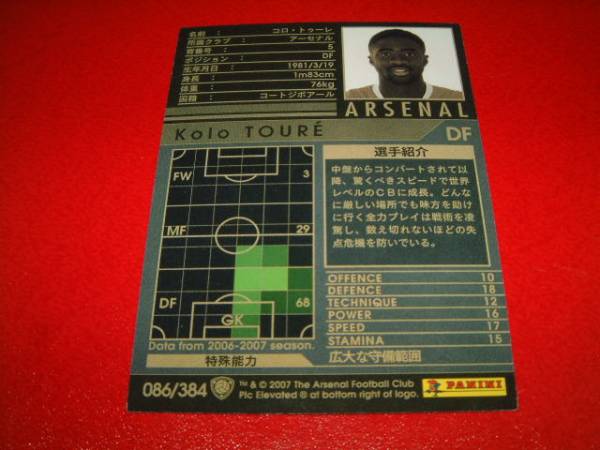 名前 : コロ・トゥーレ
所属クラブ : アーセナル
背番号 : 5
ポジション : DF
生年月日 : 1981/3/19
身長 : 1m83cm
体重 : 76kg
国籍 : コートジボアール
ARSENAL
Kolo TOURÉ DF
FW 3
MF 29
DF 68
GK
Data from 2006-2007 season.
選手紹介
中盤からコンバートされて以
降、驚くべきスピードで世界
レベルのCBに成長。どんな
に厳しい場所でも味方を助け
に行く全力プレイは戦術を凌
駕し、数え切れないほどの失
点危機を防いでいる。
OFFENCE 10
DEFENCE 18
TECHNIQUE 12
POWER 16
SPEED 17
STAMINA 15
特殊能力 広大な守備範囲
086/384
™ & © 2007 The Arsenal Football Club
Plc Elevated ® at bottom right of logo.
PANINI